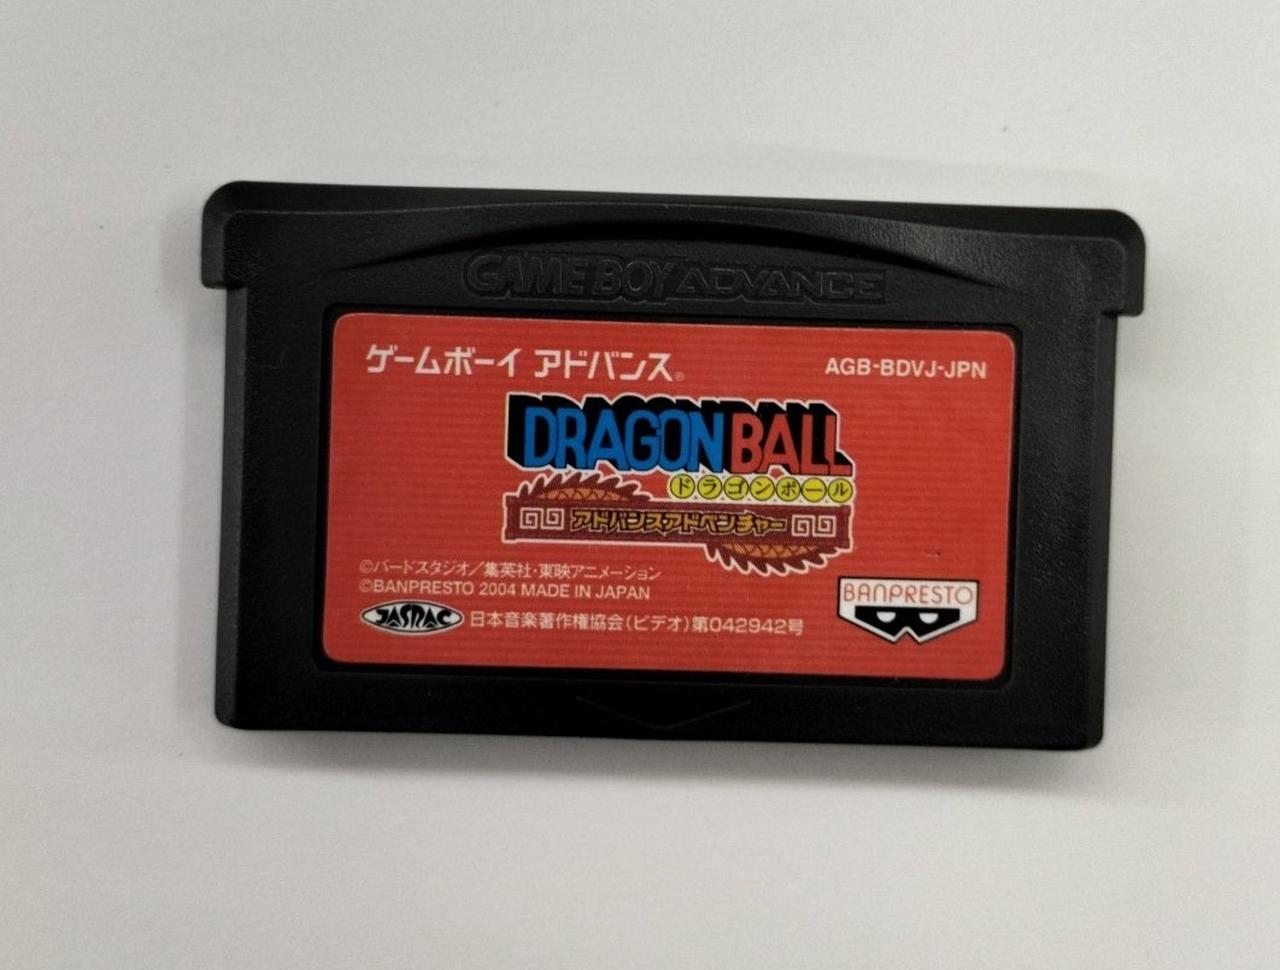 GAME BOY ADVANCE
ゲームボーイ アドバンス®
AGB-BDVJ-JPN
DRAGON BALL
ドラゴンボール
アドバンスアドベンチャー
©バードスタジオ／集英社・東映アニメーション
©BANPRESTO 2004 MADE IN JAPAN
BANPRESTO
JASRAC 日本音楽著作権協会(ビデオ)第042942号